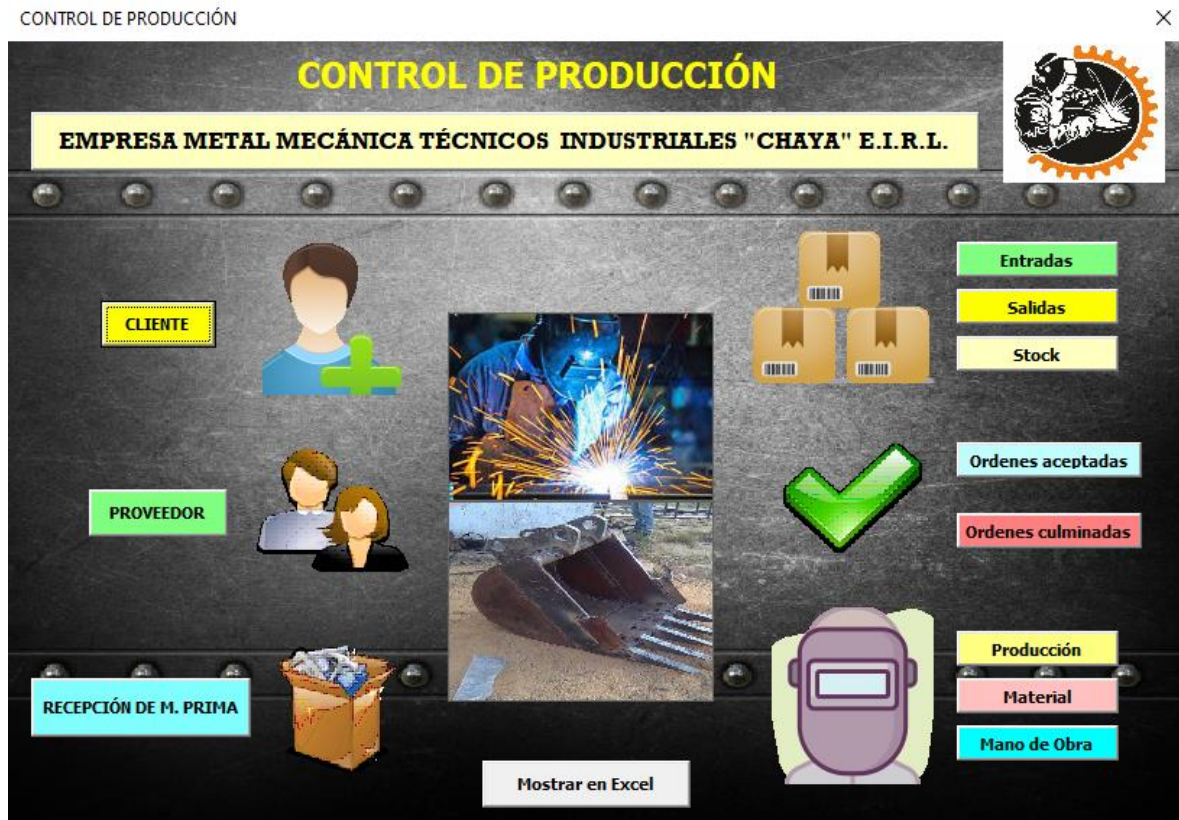 CONTROL DE PRODUCCIÓN
CONTROL DE PRODUCCIÓN
EMPRESA METAL MECÁNICA TÉCNICOS INDUSTRIALES "CHAYA" E.I.R.L.
CLIENTE
PROVEEDOR
RECEPCIÓN DE M. PRIMA
Entradas
Salidas
Stock
Ordenes aceptadas
Ordenes culminadas
Producción
Material
Mano de Obra
Mostrar en Excel